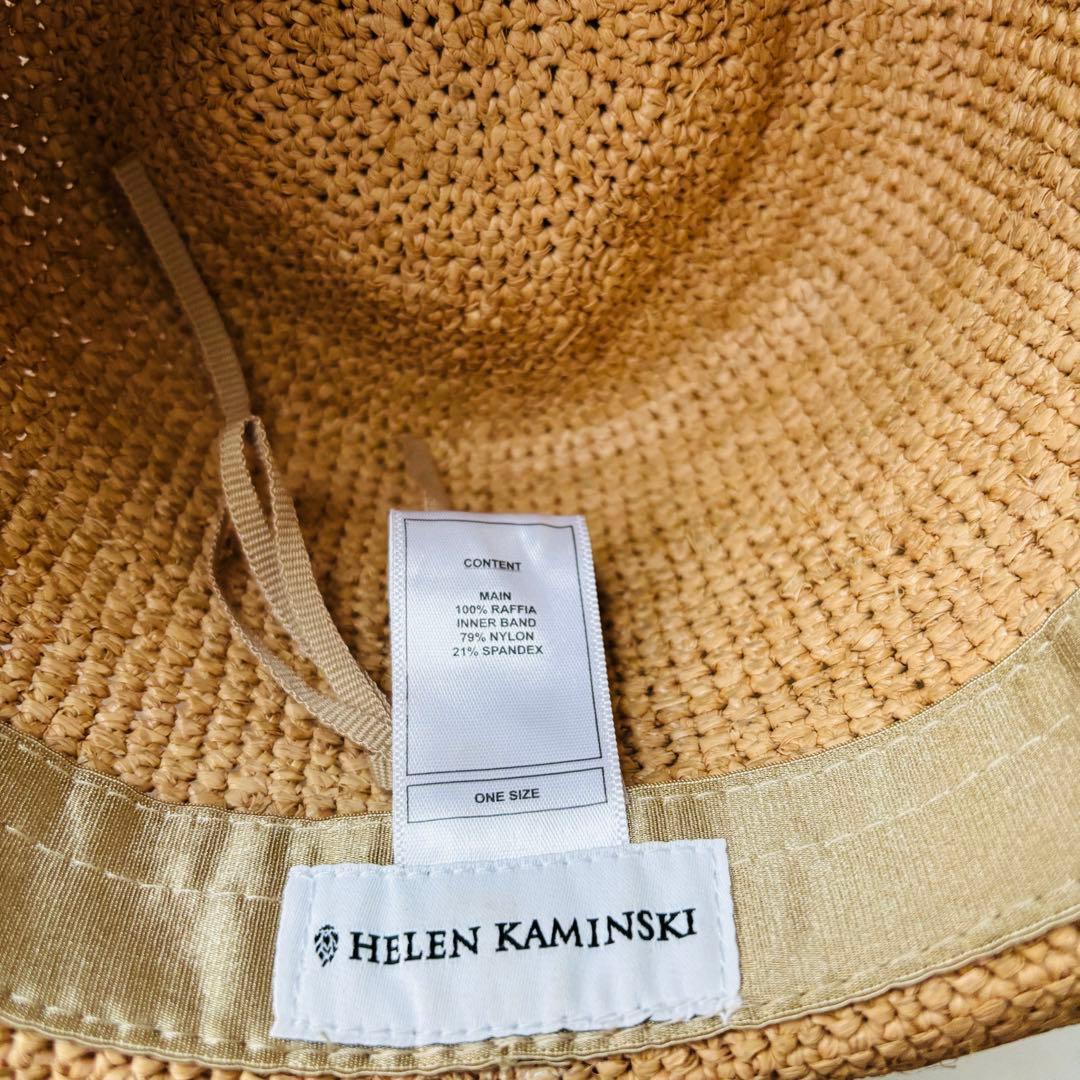 CONTENT
MAIN
100% RAFFIA
INNER BAND
79% NYLON
21% SPANDEX
ONE SIZE
HELEN KAMINSKI